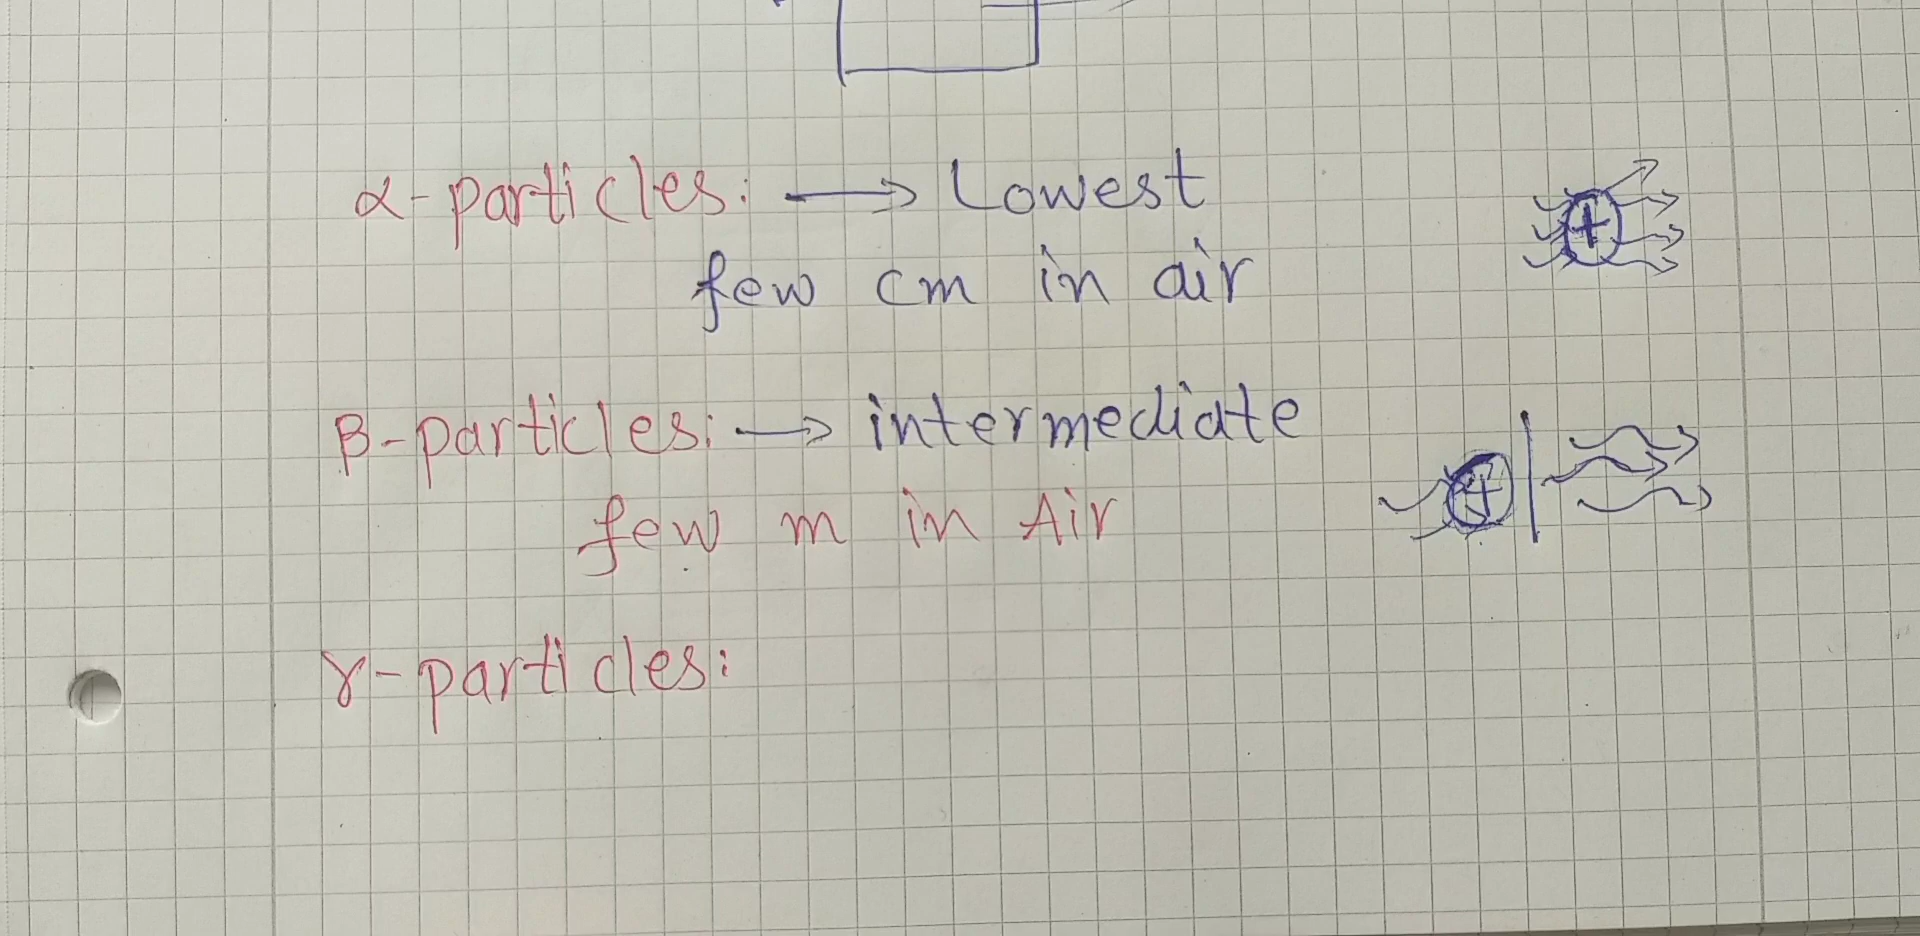 α-particles: → Lowest
few cm in air
+
β-particles: → intermediate
few m in Air
+
γ-particles: